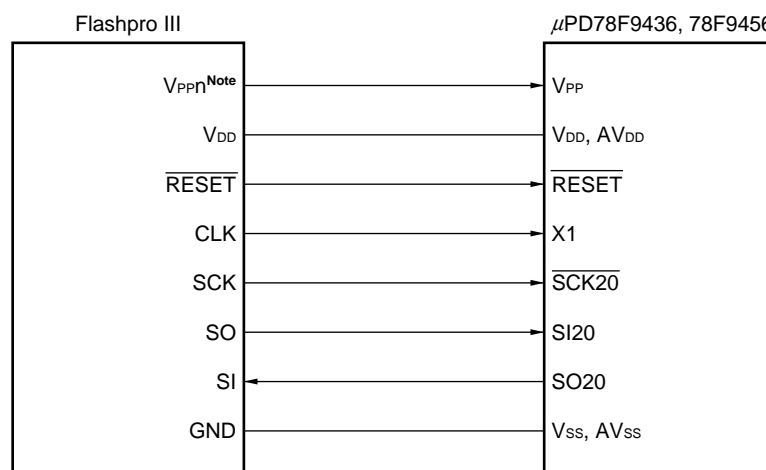 Flashpro III μPD78F9436, 78F9456
VPPnNote VPP
VDD VDD, AVDD
RESET RESET
CLK X1
SCK SCK20
SO SI20
SI SO20
GND VSS, AVSS